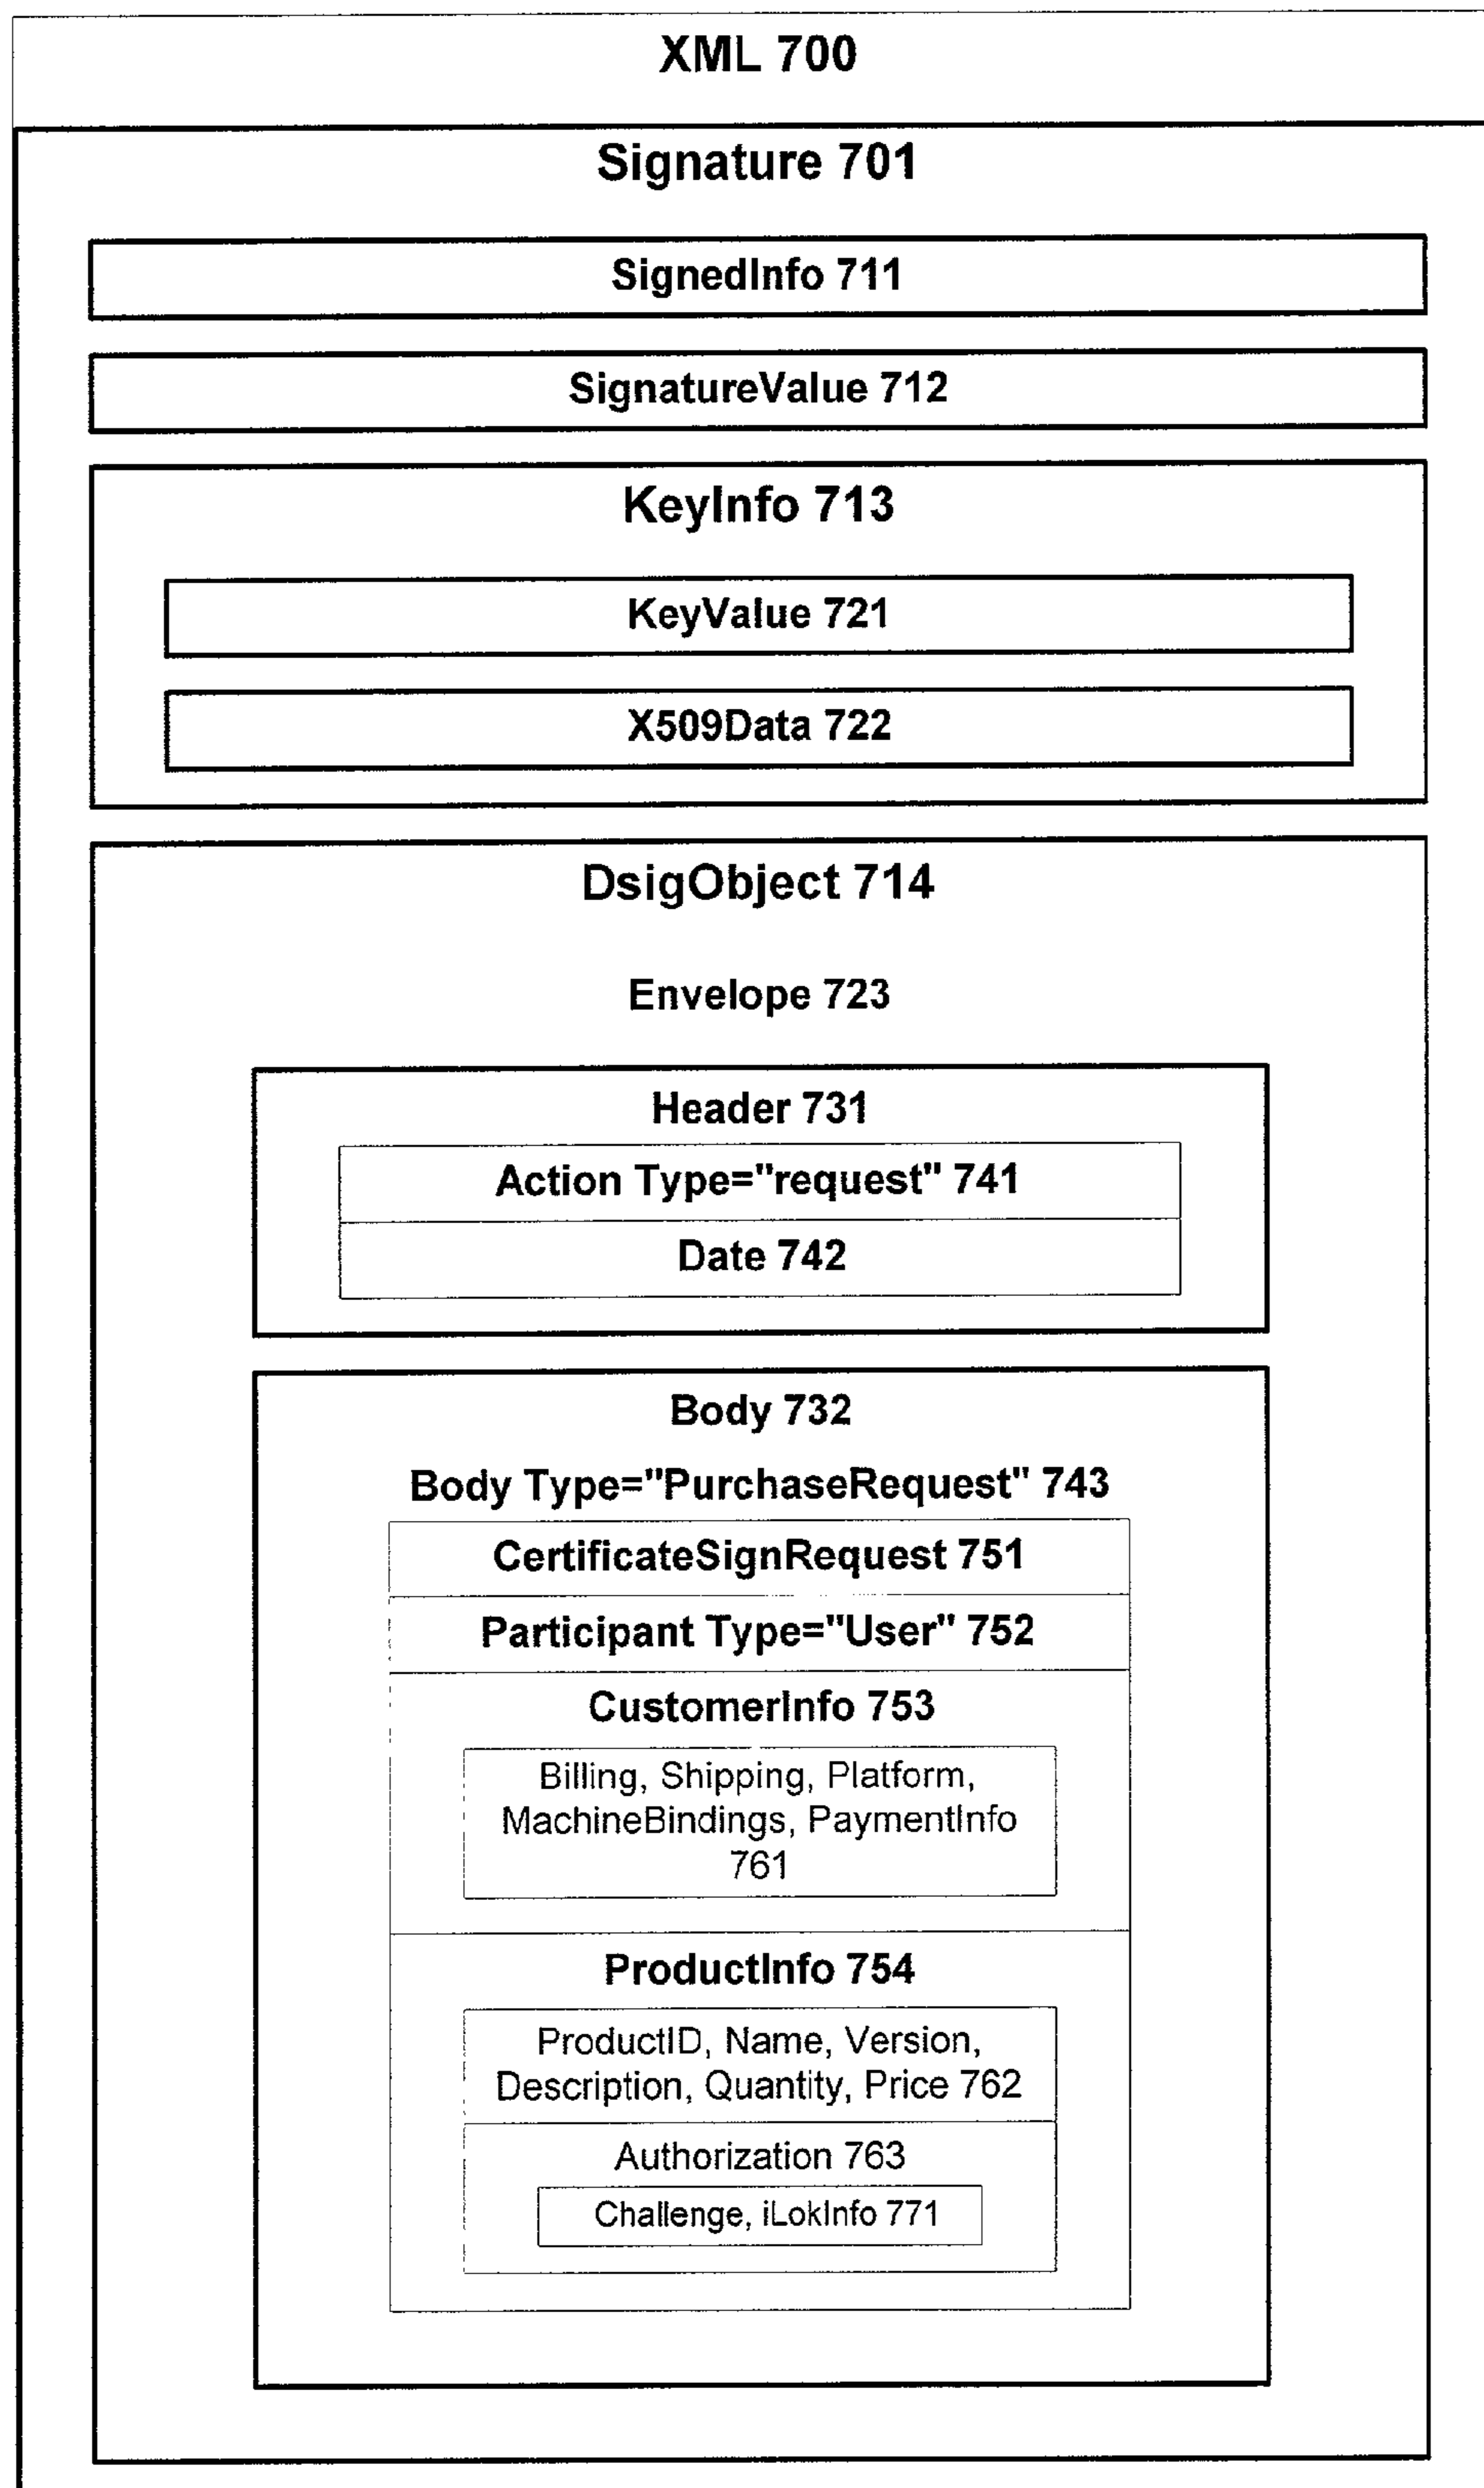 XML 700
Signature 701
SignedInfo 711
SignatureValue 712
KeyInfo 713
KeyValue 721
X509Data 722
DsigObject 714
Envelope 723
Header 731
Action Type="request" 741
Date 742
Body 732
Body Type="PurchaseRequest" 743
CertificateSignRequest 751
Participant Type="User" 752
CustomerInfo 753
Billing, Shipping, Platform,
MachineBindings, PaymentInfo
761
ProductInfo 754
ProductID, Name, Version,
Description, Quantity, Price 762
Authorization 763
Challenge, iLokInfo 771